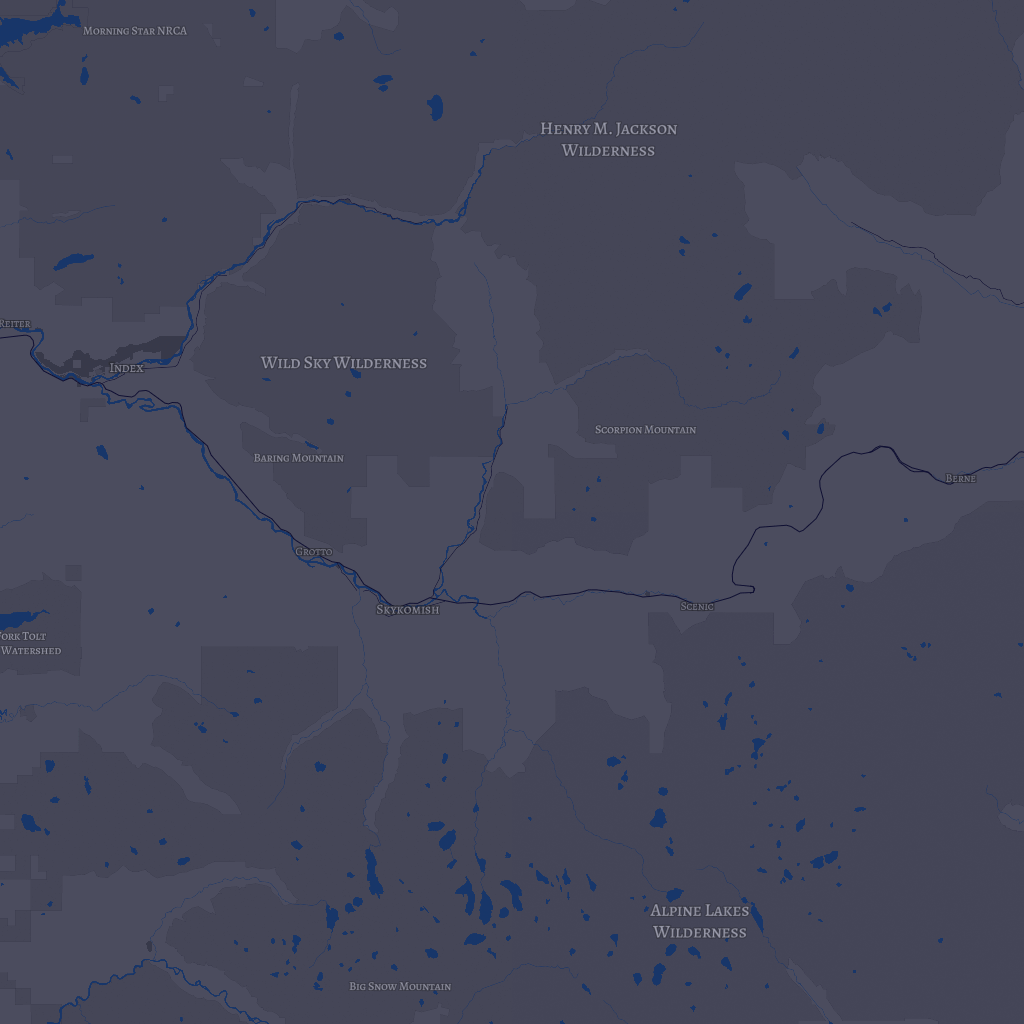 Morning Star NRCA
Henry M. Jackson
Wilderness
Reiter
Index
Wild Sky Wilderness
Scorpion Mountain
Baring Mountain
Berne
Grotto
Skykomish
Scenic
Fork Tolt
Watershed
Alpine Lakes
Wilderness
Big Snow Mountain